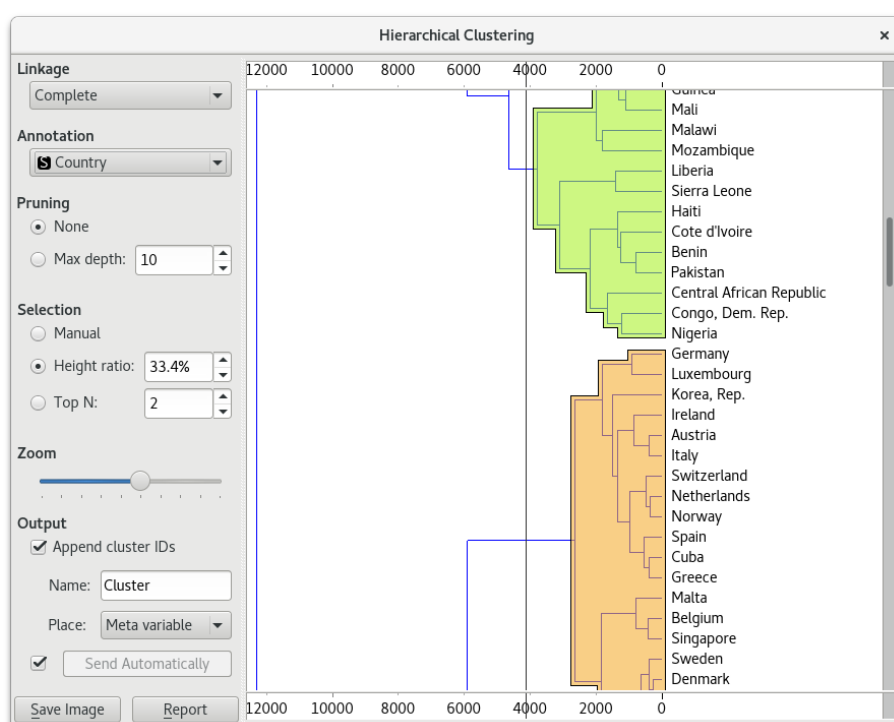 Hierarchical Clustering
×
Linkage
Complete
Annotation
S Country
Pruning
None
Max depth: 10
Selection
Manual
Height ratio: 33.4%
Top N: 2
Zoom
Output
Append cluster IDs
Name: Cluster
Place: Meta variable
Send Automatically
Save Image Report
12000 10000 8000 6000 4000 2000 0
Guinea
Mali
Malawi
Mozambique
Liberia
Sierra Leone
Haiti
Cote d'Ivoire
Benin
Pakistan
Central African Republic
Congo, Dem. Rep.
Nigeria
Germany
Luxembourg
Korea, Rep.
Ireland
Austria
Italy
Switzerland
Netherlands
Norway
Spain
Cuba
Greece
Malta
Belgium
Singapore
Sweden
Denmark
12000 10000 8000 6000 4000 2000 0